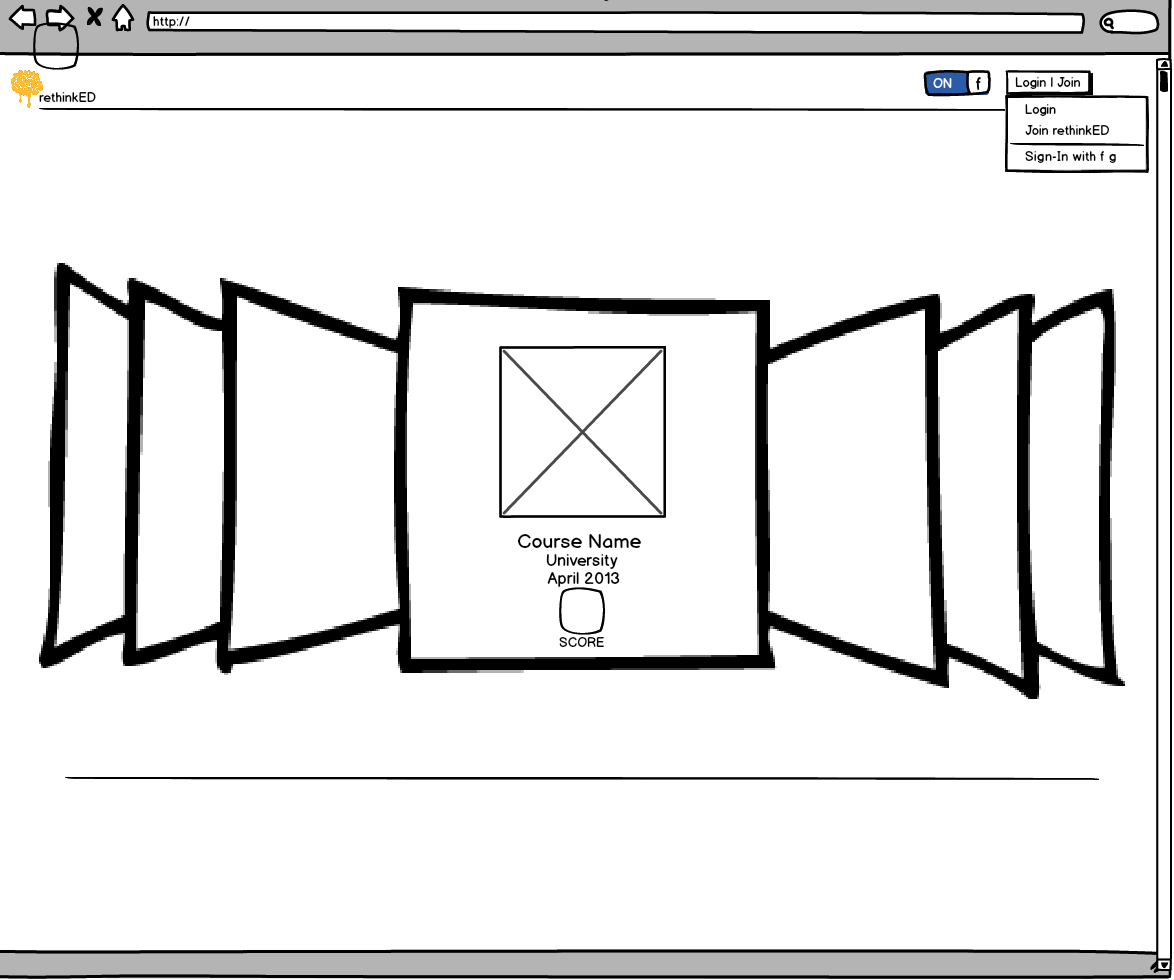 http://
rethinkED
ON f
Login | Join
Login
Join rethinkED
Sign-In with f g
Course Name
University
April 2013
SCORE